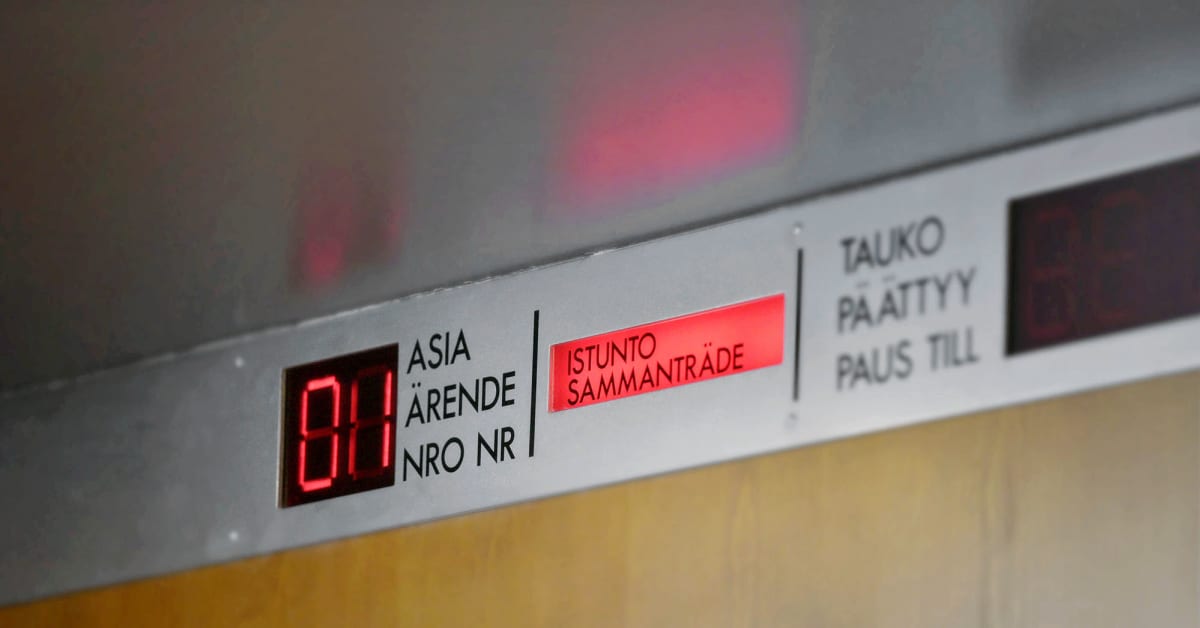 01
ASIA
ÄRENDE
NRO NR
ISTUNTO
SAMMANTRÄDE
TAUKO
PÄÄTTYY
PAUS TILL